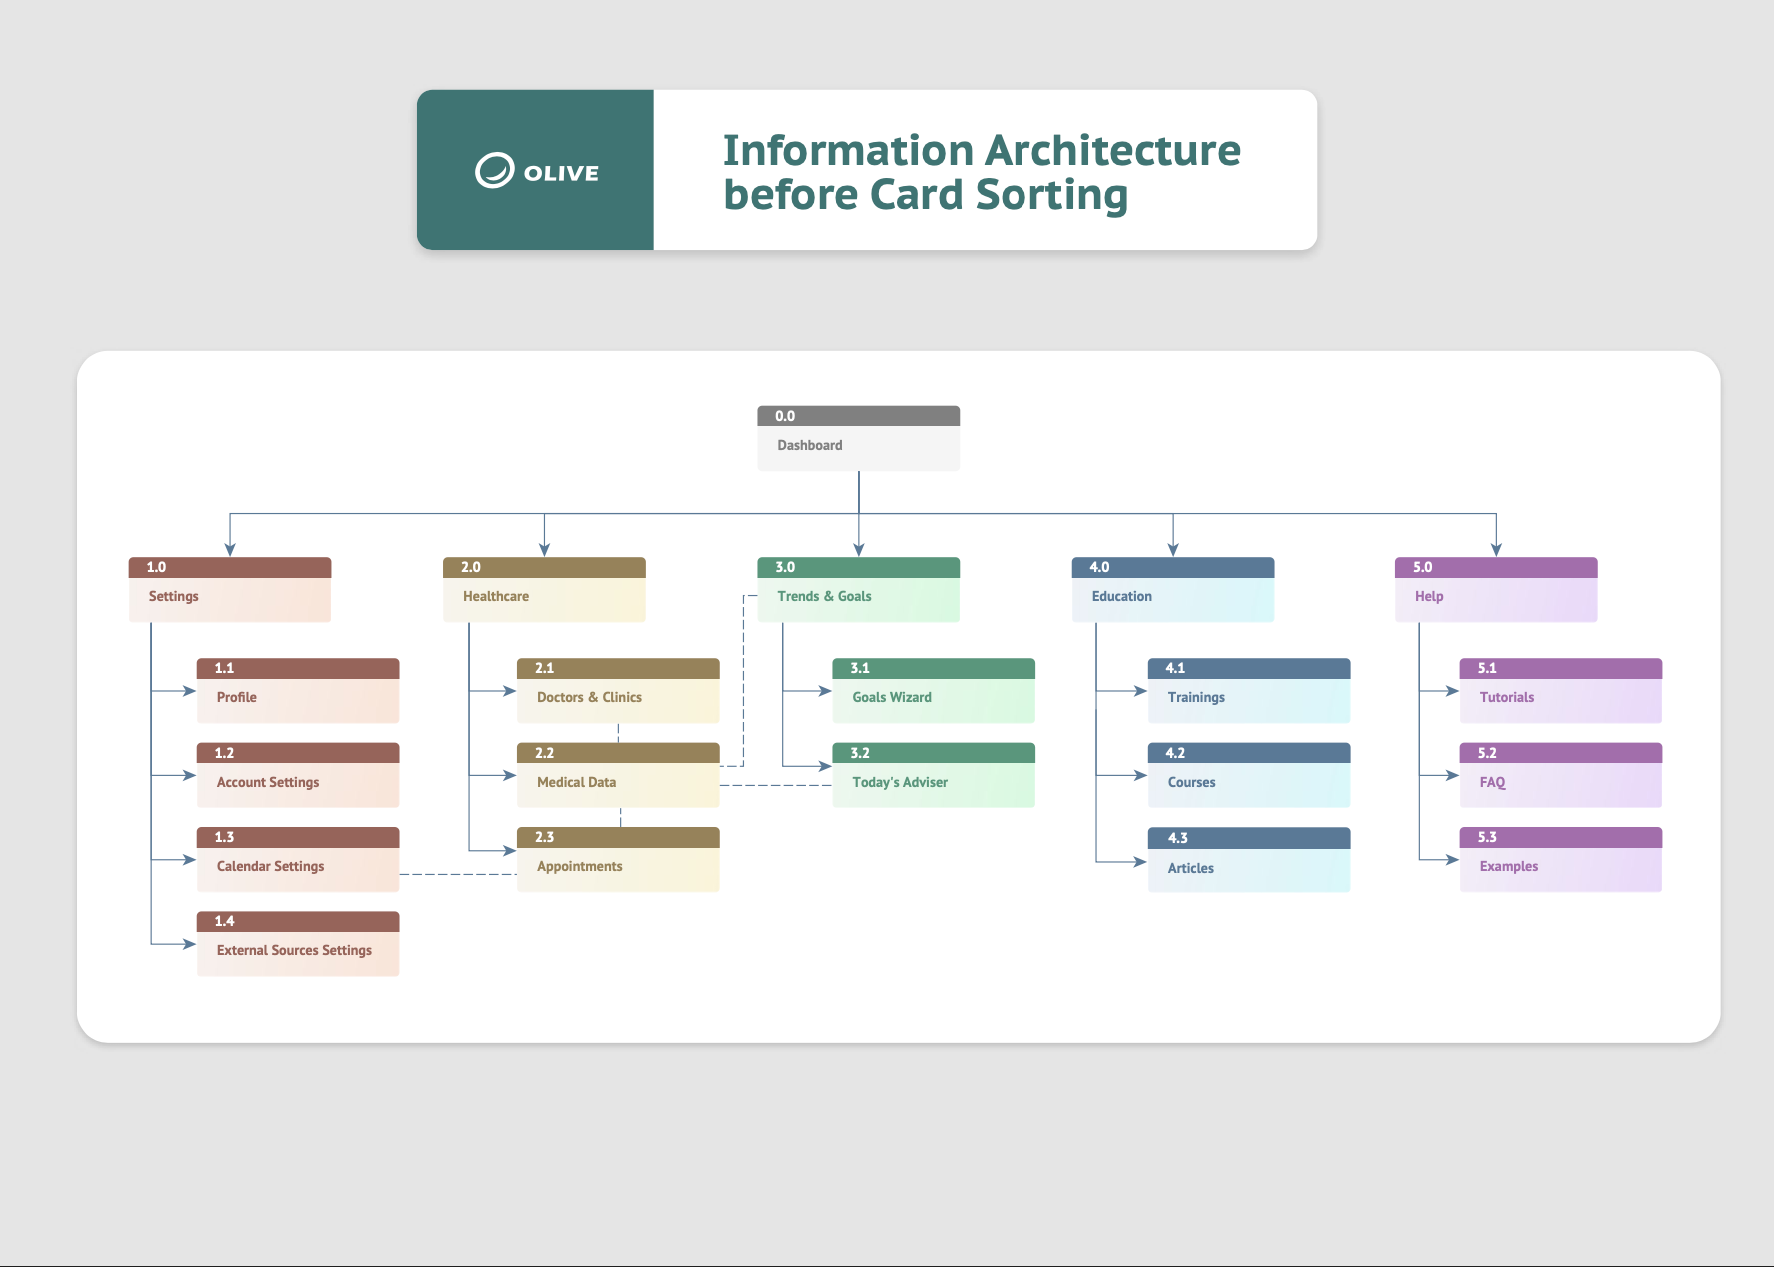 OLIVE
Information Architecture
before Card Sorting
0.0
Dashboard
1.0
Settings
1.1
Profile
1.2
Account Settings
1.3
Calendar Settings
1.4
External Sources Settings
2.0
Healthcare
2.1
Doctors & Clinics
2.2
Medical Data
2.3
Appointments
3.0
Trends & Goals
3.1
Goals Wizard
3.2
Today's Adviser
4.0
Education
4.1
Trainings
4.2
Courses
4.3
Articles
5.0
Help
5.1
Tutorials
5.2
FAQ
5.3
Examples